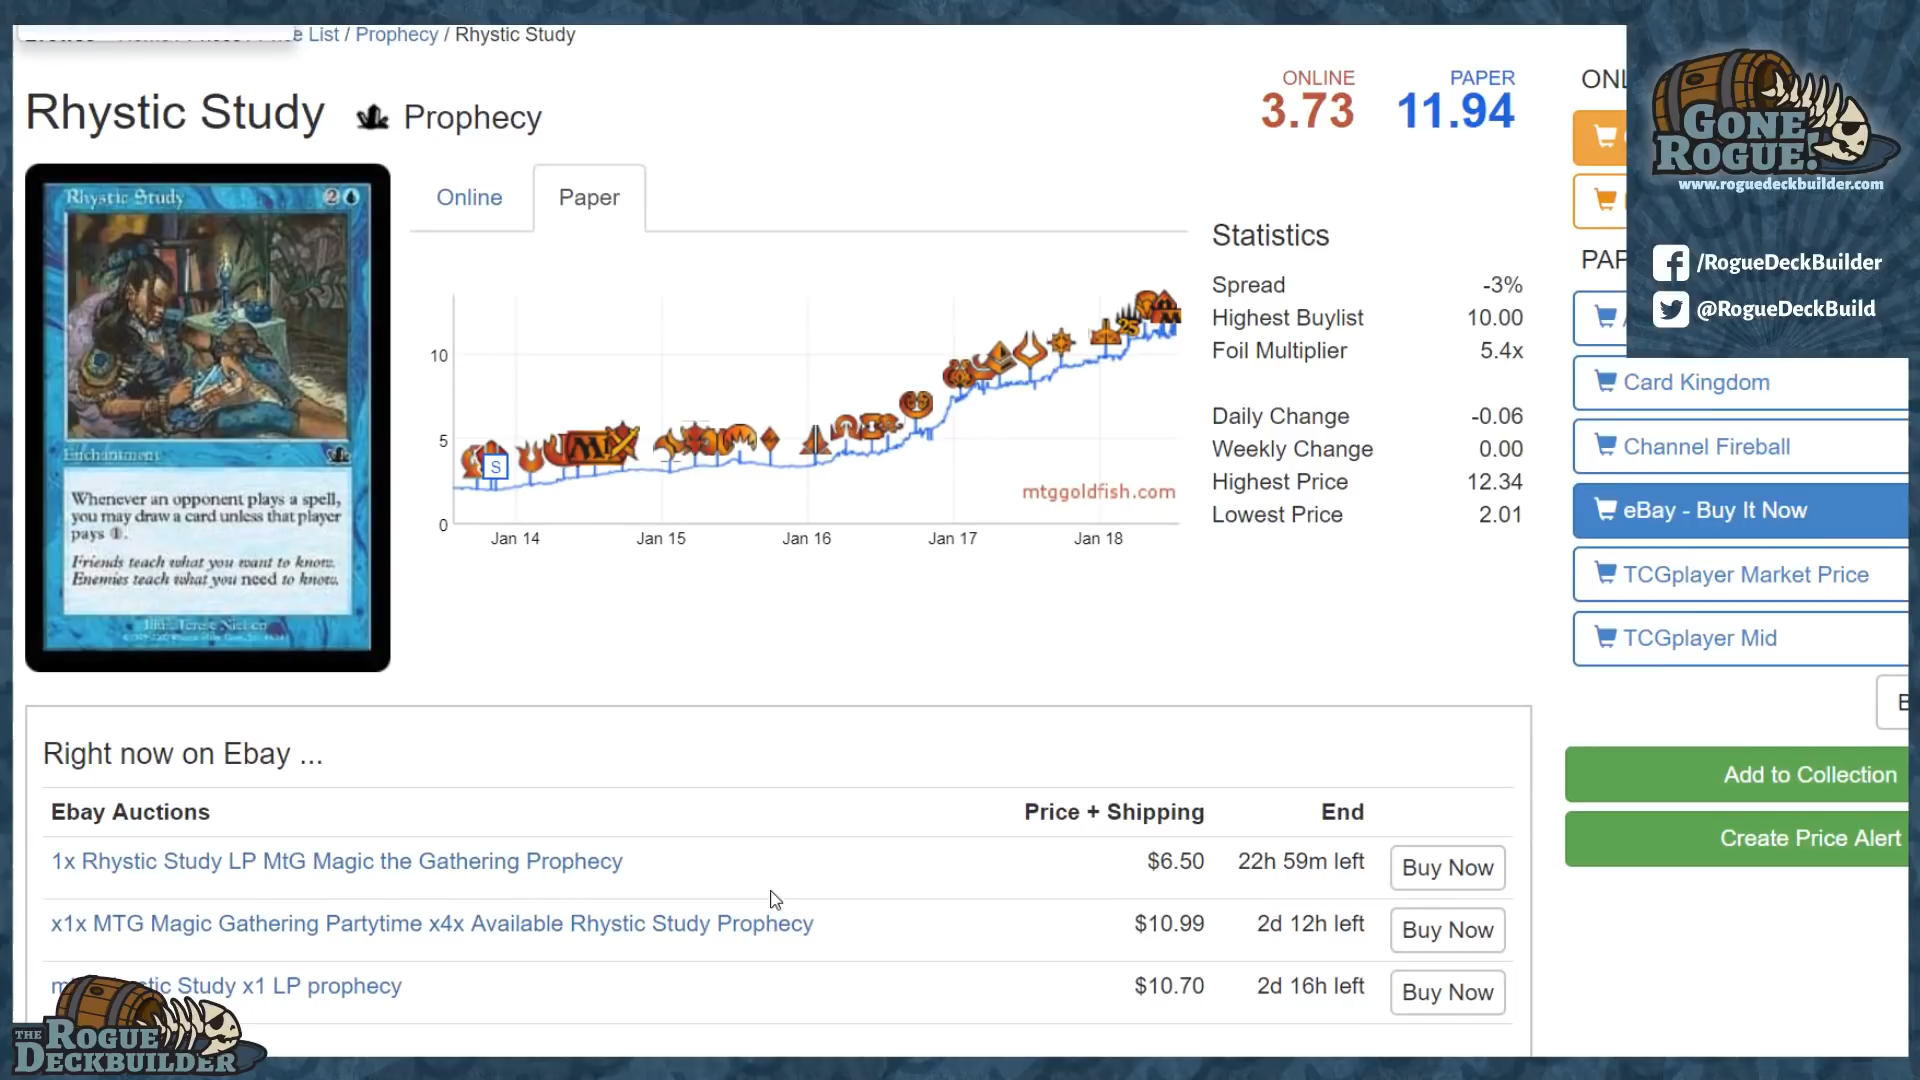 List / Prophecy / Rhystic Study
Rhystic Study
Prophecy
ONLINE
3.73
PAPER
11.94
Rhystic Study
2
Enchantment
Whenever an opponent plays a spell,
you may draw a card unless that player
pays 1.
Friends teach what you want to know.
Enemies teach what you need to know.
Online
Paper
10
5
0
S
25
mtggoldfish.com
Jan 14
Jan 15
Jan 16
Jan 17
Jan 18
Statistics
Spread -3%
Highest Buylist 10.00
Foil Multiplier 5.4x
Daily Change -0.06
Weekly Change 0.00
Highest Price 12.34
Lowest Price 2.01
GONE
ROGUE!
www.roguedeckbuilder.com
/RogueDeckBuilder
@RogueDeckBuild
Card Kingdom
Channel Fireball
eBay - Buy It Now
TCGplayer Market Price
TCGplayer Mid
Add to Collection
Create Price Alert
Right now on Ebay ...
Ebay Auctions Price + Shipping End
1x Rhystic Study LP MtG Magic the Gathering Prophecy $6.50 22h 59m left Buy Now
x1x MTG Magic Gathering Partytime x4x Available Rhystic Study Prophecy $10.99 2d 12h left Buy Now
Study x1 LP prophecy $10.70 2d 16h left Buy Now
THE
ROGUE
DECKBUILDER